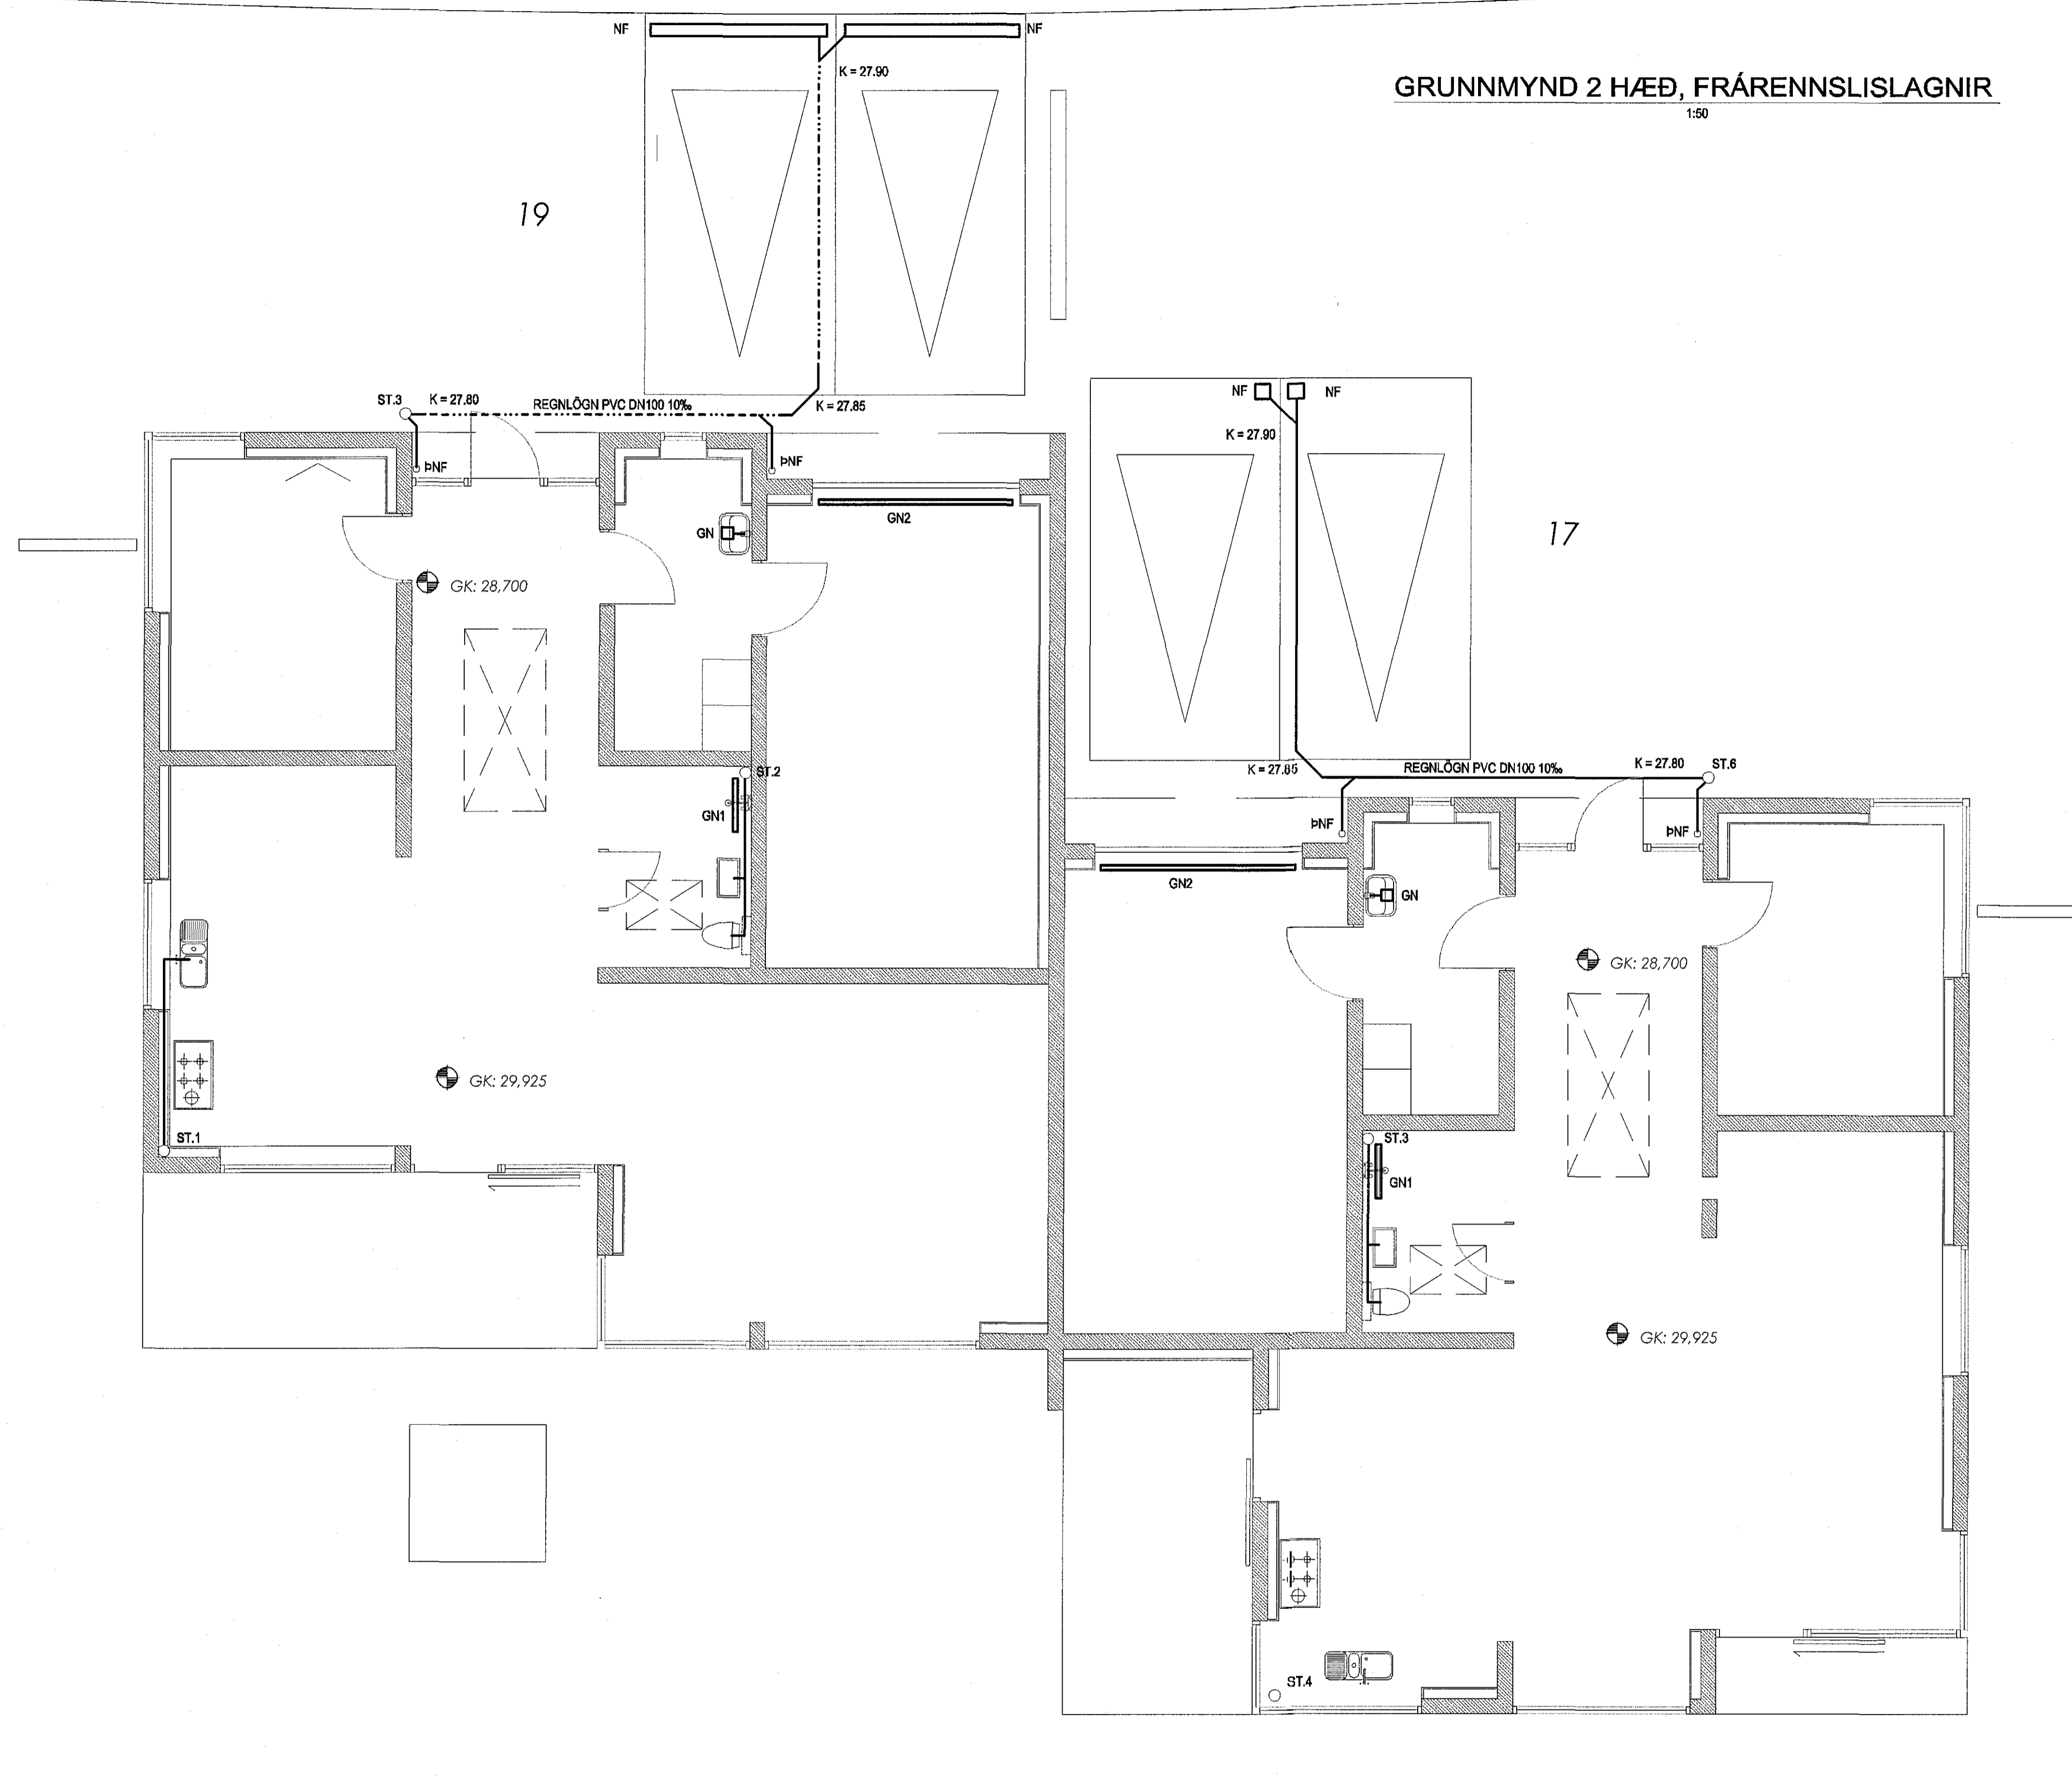 NF
NF
K = 27.90
GRUNNMYND 2 HÆÐ, FRÁRENNSLISLAGNIR
1:50
19
ST.3
K = 27.80
REGNLÖGN PVC DN100 10‰
K = 27.85
ÞNF
ÞNF
GN
GN2
GK: 28,700
ST.2
GN1
GK: 29,925
ST.1
NF
NF
K = 27.90
17
K = 27.85
REGNLÖGN PVC DN100 10‰
K = 27.80
ST.6
ÞNF
ÞNF
GN2
GN
GK: 28,700
ST.3
GN1
GK: 29,925
ST.4